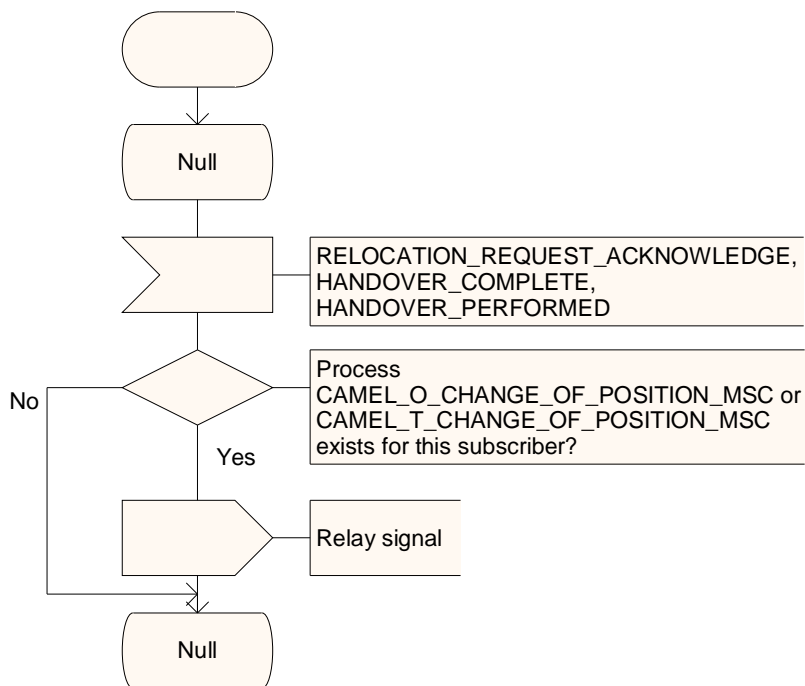 Null
RELOCATION_REQUEST_ACKNOWLEDGE,
HANDOVER_COMPLETE,
HANDOVER_PERFORMED
Process
CAMEL_O_CHANGE_OF_POSITION_MSC or
CAMEL_T_CHANGE_OF_POSITION_MSC
exists for this subscriber?
No
Yes
Relay signal
Null